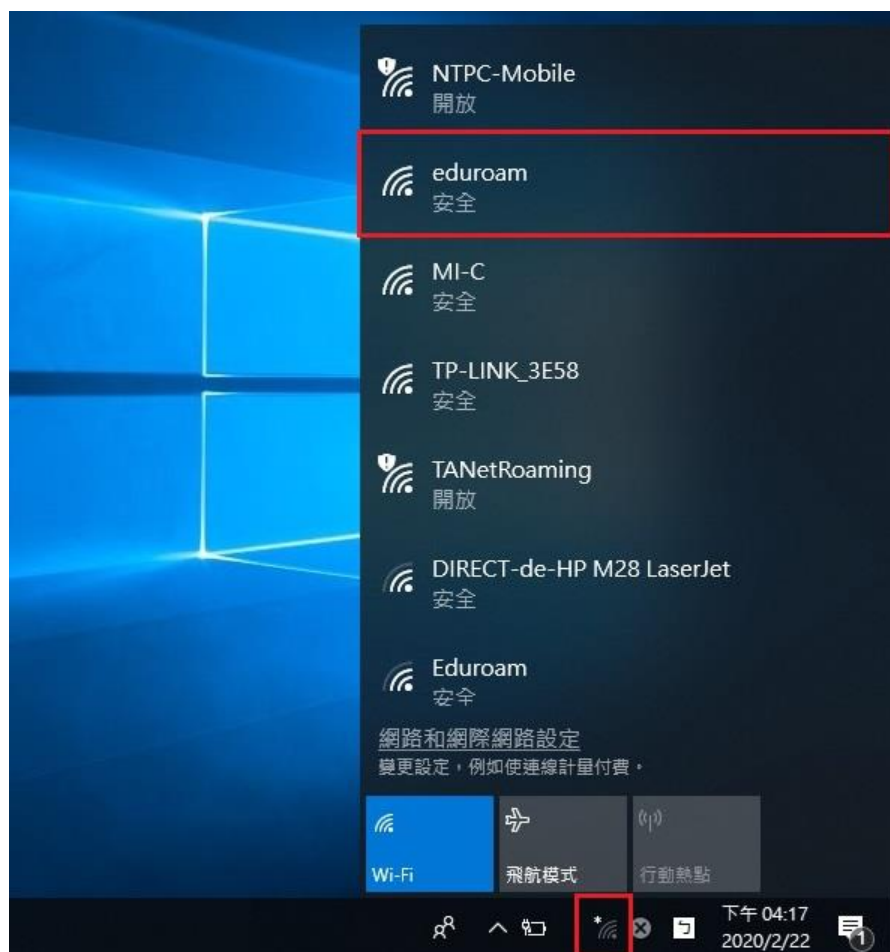 NTPC-Mobile
開放
eduroam
安全
MI-C
安全
TP-LINK_3E58
安全
TANetRoaming
開放
DIRECT-de-HP M28 LaserJet
安全
Eduroam
安全
網路和網際網路設定
變更設定，例如使連線計量付費。
Wi-Fi
飛航模式
行動熱點
ㄅ
下午 04:17
2020/2/22
1